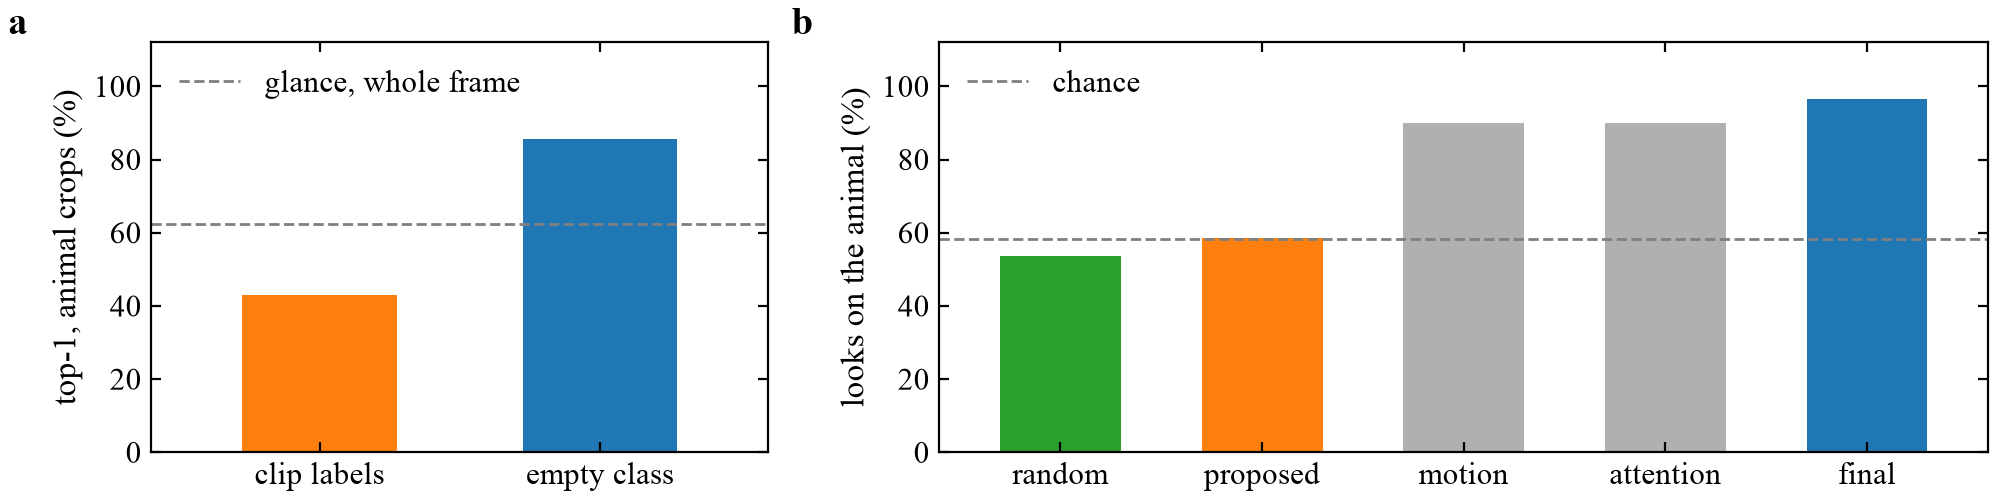 a
glance, whole frame
top-1, animal crops (%)
100
80
60
40
20
0
clip labels
empty class
b
chance
looks on the animal (%)
100
80
60
40
20
0
random
proposed
motion
attention
final